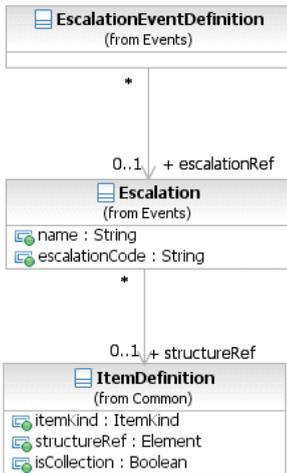 EscalationEventDefinition
(from Events)
*
0..1 + escalationRef
Escalation
(from Events)
name : String
escalationCode : String
*
0..1 + structureRef
ItemDefinition
(from Common)
itemKind : ItemKind
structureRef : Element
isCollection : Boolean